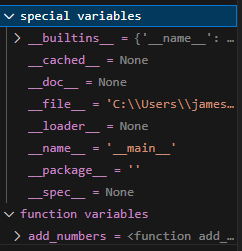 special variables
__builtins__ = {'__name__':
__cached__ = None
__doc__ = None
__file__ = 'C:\\Users\\james
__loader__ = None
__name__ = '__main__'
__package__ = ''
__spec__ = None
function variables
add_numbers = <function add_